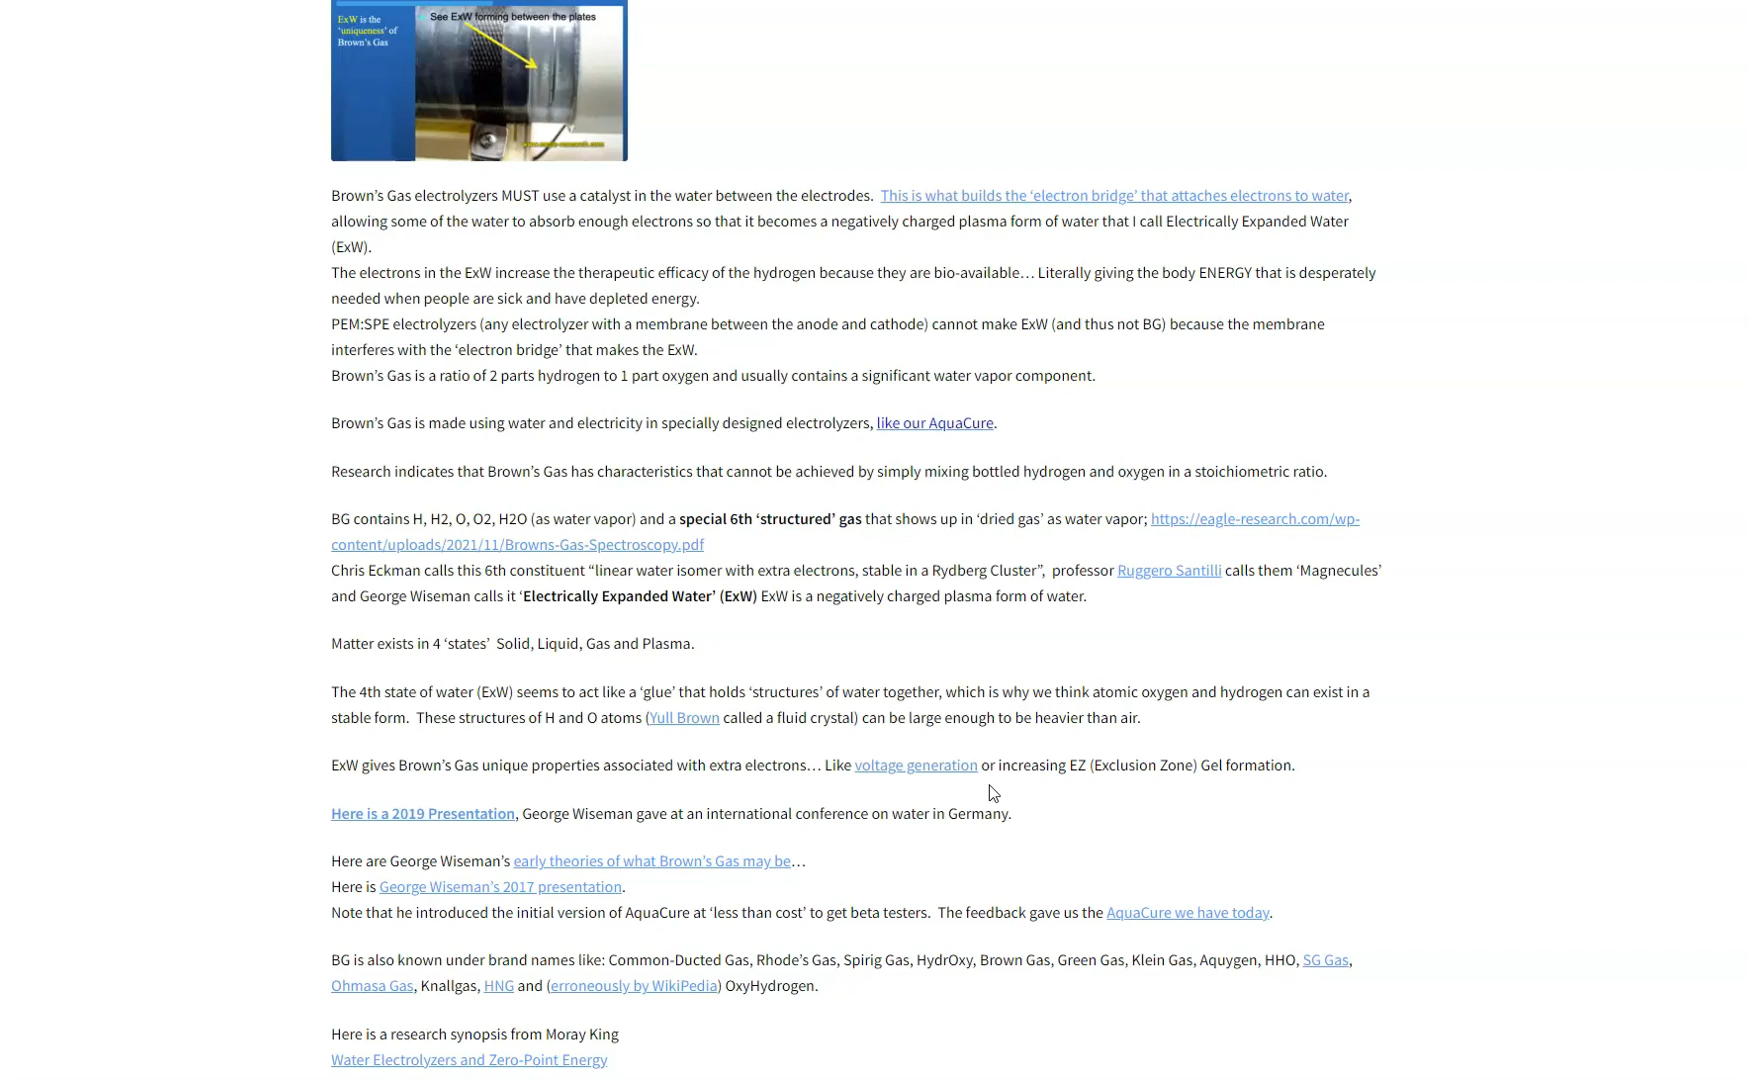 ExW is the
'uniqueness' of
Brown's Gas
See ExW forming between the plates
Brown's Gas electrolyzers MUST use a catalyst in the water between the electrodes.  This is what builds the 'electron bridge' that attaches electrons to water,
allowing some of the water to absorb enough electrons so that it becomes a negatively charged plasma form of water that I call Electrically Expanded Water
(ExW).
The electrons in the ExW increase the therapeutic efficacy of the hydrogen because they are bio-available… Literally giving the body ENERGY that is desperately
needed when people are sick and have depleted energy.
PEM:SPE electrolyzers (any electrolyzer with a membrane between the anode and cathode) cannot make ExW (and thus not BG) because the membrane
interferes with the 'electron bridge' that makes the ExW.
Brown's Gas is a ratio of 2 parts hydrogen to 1 part oxygen and usually contains a significant water vapor component.
Brown's Gas is made using water and electricity in specially designed electrolyzers, like our AquaCure.
Research indicates that Brown's Gas has characteristics that cannot be achieved by simply mixing bottled hydrogen and oxygen in a stoichiometric ratio.
BG contains H, H2, O, O2, H2O (as water vapor) and a special 6th 'structured' gas that shows up in 'dried gas' as water vapor; https://eagle-research.com/wp-
content/uploads/2021/11/Browns-Gas-Spectroscopy.pdf
Chris Eckman calls this 6th constituent "linear water isomer with extra electrons, stable in a Rydberg Cluster",  professor Ruggero Santilli calls them 'Magnecules'
and George Wiseman calls it 'Electrically Expanded Water' (ExW) ExW is a negatively charged plasma form of water.
Matter exists in 4 'states'  Solid, Liquid, Gas and Plasma.
The 4th state of water (ExW) seems to act like a 'glue' that holds 'structures' of water together, which is why we think atomic oxygen and hydrogen can exist in a
stable form.  These structures of H and O atoms (Yull Brown called a fluid crystal) can be large enough to be heavier than air.
ExW gives Brown's Gas unique properties associated with extra electrons… Like voltage generation or increasing EZ (Exclusion Zone) Gel formation.
Here is a 2019 Presentation, George Wiseman gave at an international conference on water in Germany.
Here are George Wiseman's early theories of what Brown's Gas may be…
Here is George Wiseman's 2017 presentation.
Note that he introduced the initial version of AquaCure at 'less than cost' to get beta testers.  The feedback gave us the AquaCure we have today.
BG is also known under brand names like: Common-Ducted Gas, Rhode's Gas, Spirig Gas, HydrOxy, Brown Gas, Green Gas, Klein Gas, Aquygen, HHO, SG Gas,
Ohmasa Gas, Knallgas, HNG and (erroneously by WikiPedia) OxyHydrogen.
Here is a research synopsis from Moray King
Water Electrolyzers and Zero-Point Energy